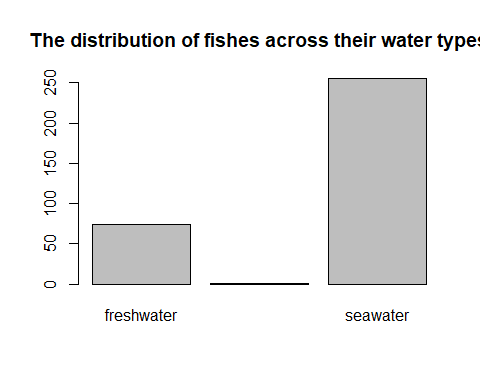 The distribution of fishes across their water types
250
200
150
100
50
0
freshwater
seawater